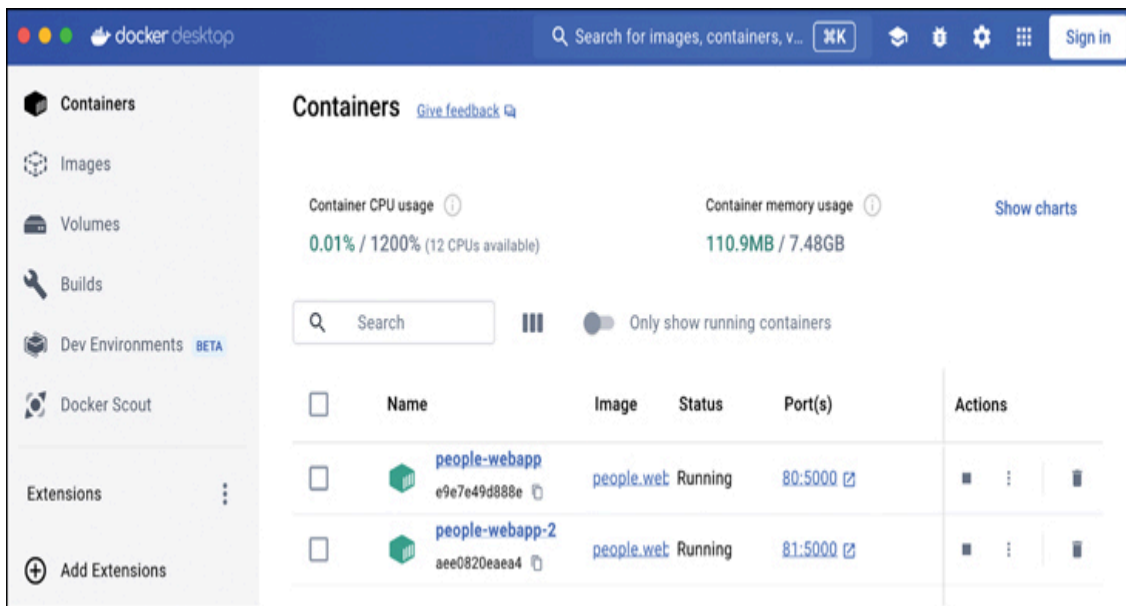 docker desktop
Search for images, containers, v... ⌘K
Sign in
Containers
Images
Volumes
Builds
Dev Environments BETA
Docker Scout
Extensions
Add Extensions
Containers Give feedback
Container CPU usage
0.01% / 1200% (12 CPUs available)
Container memory usage
110.9MB / 7.48GB
Show charts
Search
Only show running containers
Name Image Status Port(s) Actions
people-webapp
e9e7e49d888e
people.web Running 80:5000
people-webapp-2
aee0820eaea4
people.web Running 81:5000